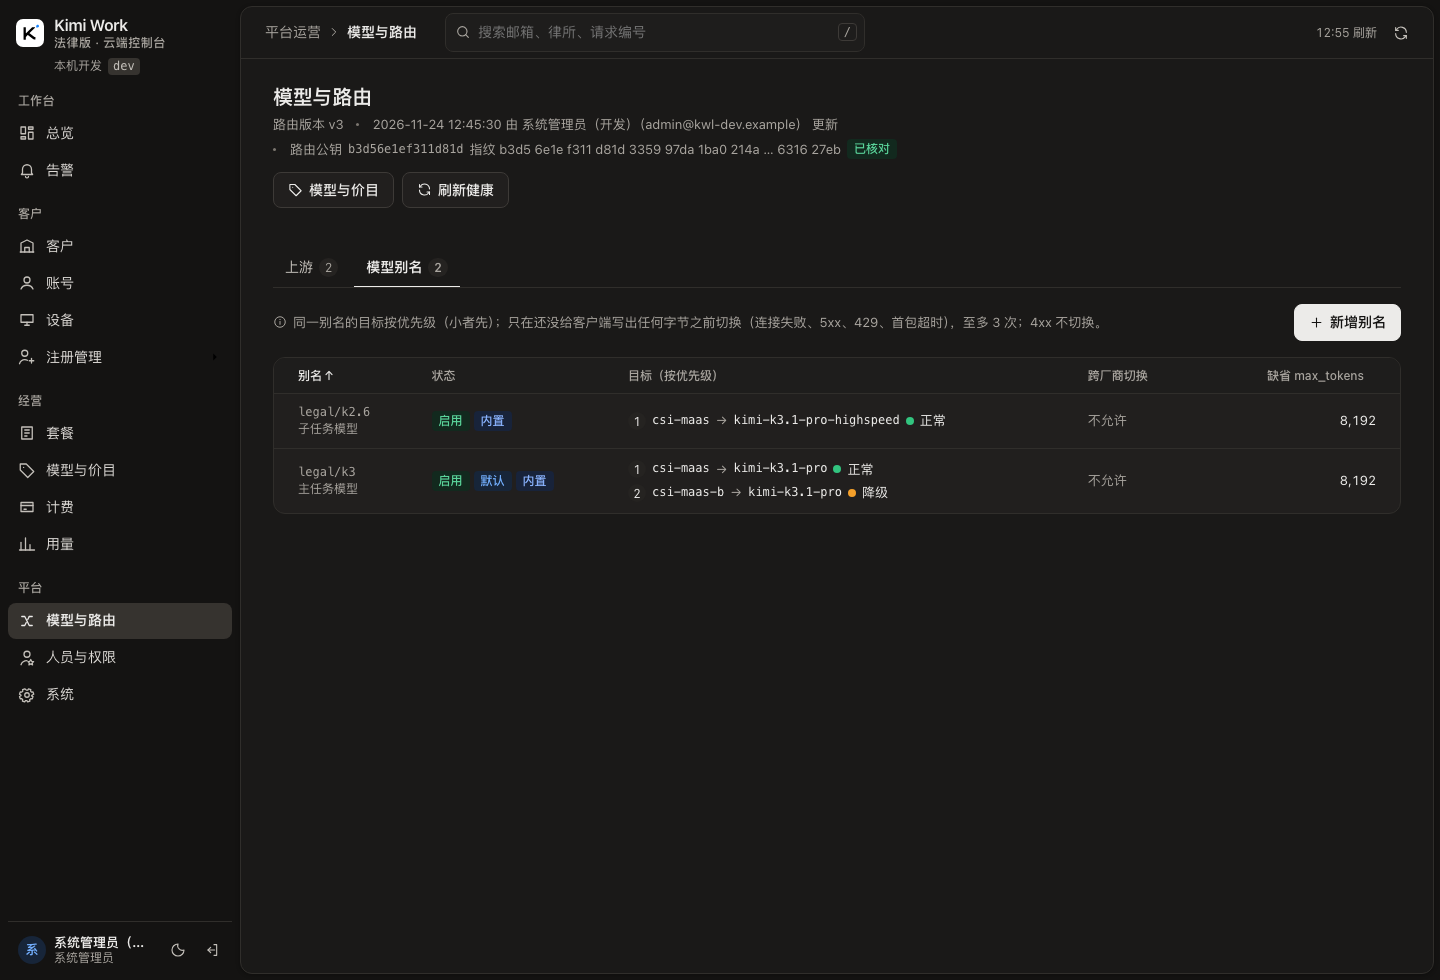 Kimi Work
法律版 · 云端控制台
本机开发 dev
工作台
总览
告警
客户
客户
账号
设备
注册管理
经营
套餐
模型与价目
计费
用量
平台
模型与路由
人员与权限
系统
系 系统管理员（...
系统管理员
平台运营 > 模型与路由
搜索邮箱、律所、请求编号 /
12:55 刷新
模型与路由
路由版本 v3 • 2026-11-24 12:45:30 由 系统管理员（开发）(admin@kwl-dev.example) 更新
• 路由公钥 b3d56e1ef311d81d 指纹 b3d5 6e1e f311 d81d 3359 97da 1ba0 214a … 6316 27eb 已核对
模型与价目 刷新健康
上游 2 模型别名 2
同一别名的目标按优先级（小者先）；只在还没给客户端写出任何字节之前切换（连接失败、5xx、429、首包超时），至多 3 次；4xx 不切换。
+ 新增别名
别名↑ 状态 目标（按优先级） 跨厂商切换 缺省 max_tokens
legal/k2.6
子任务模型
启用 内置
1 csi-maas → kimi-k3.1-pro-highspeed 正常
不允许
8,192
legal/k3
主任务模型
启用 默认 内置
1 csi-maas → kimi-k3.1-pro 正常
2 csi-maas-b → kimi-k3.1-pro 降级
不允许
8,192